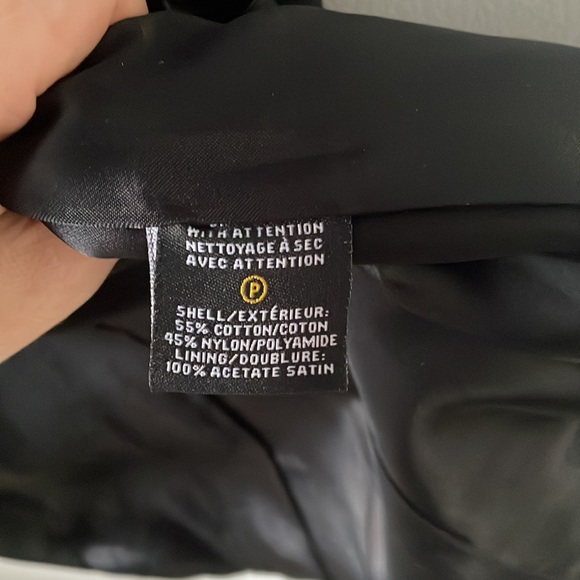 WITH ATTENTION
NETTOYAGE À SEC
AVEC ATTENTION
P
SHELL/EXTÉRIEUR:
55% COTTON/COTON
45% NYLON/POLYAMIDE
LINING/DOUBLURE:
100% ACETATE SATIN